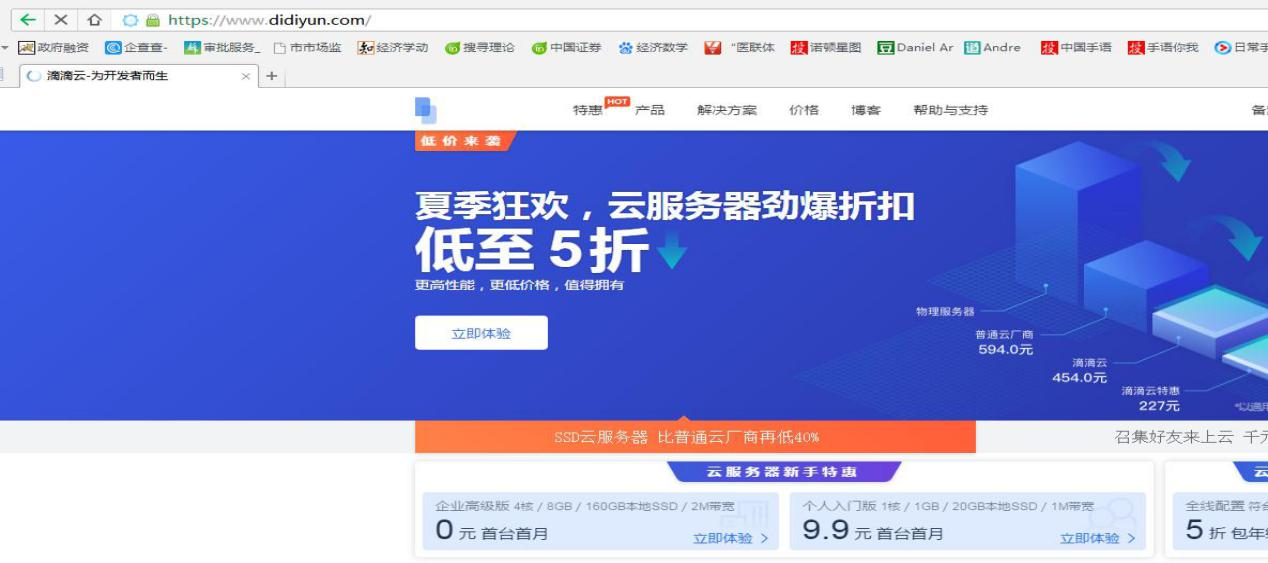 https://www.didiyun.com/
政府融资 企查查- 审批服务_ 市市场监 经济学动 搜寻理论 中国证券 经济数学 “医联体 诺顿星图 Daniel Ar Andre 中国手语 手语你我 日常手
滴滴云-为开发者而生
特惠 HOT 产品 解决方案 价格 博客 帮助与支持 备
低价来袭
夏季狂欢，云服务器劲爆折扣
低至 5折
更高性能，更低价格，值得拥有
立即体验
物理服务器
普通云厂商
594.0元
滴滴云
454.0元
滴滴云特惠
227元
SSD云服务器 比普通云厂商再低40% 召集好友来上云 千元
云服务器新手特惠 云
企业高级版 4核 / 8GB / 160GB本地SSD / 2M带宽
0 元 首台首月
立即体验 >
个人入门版 1核 / 1GB / 20GB本地SSD / 1M带宽
9.9 元 首台首月
立即体验 >
全线配置 符合
5 折 包年